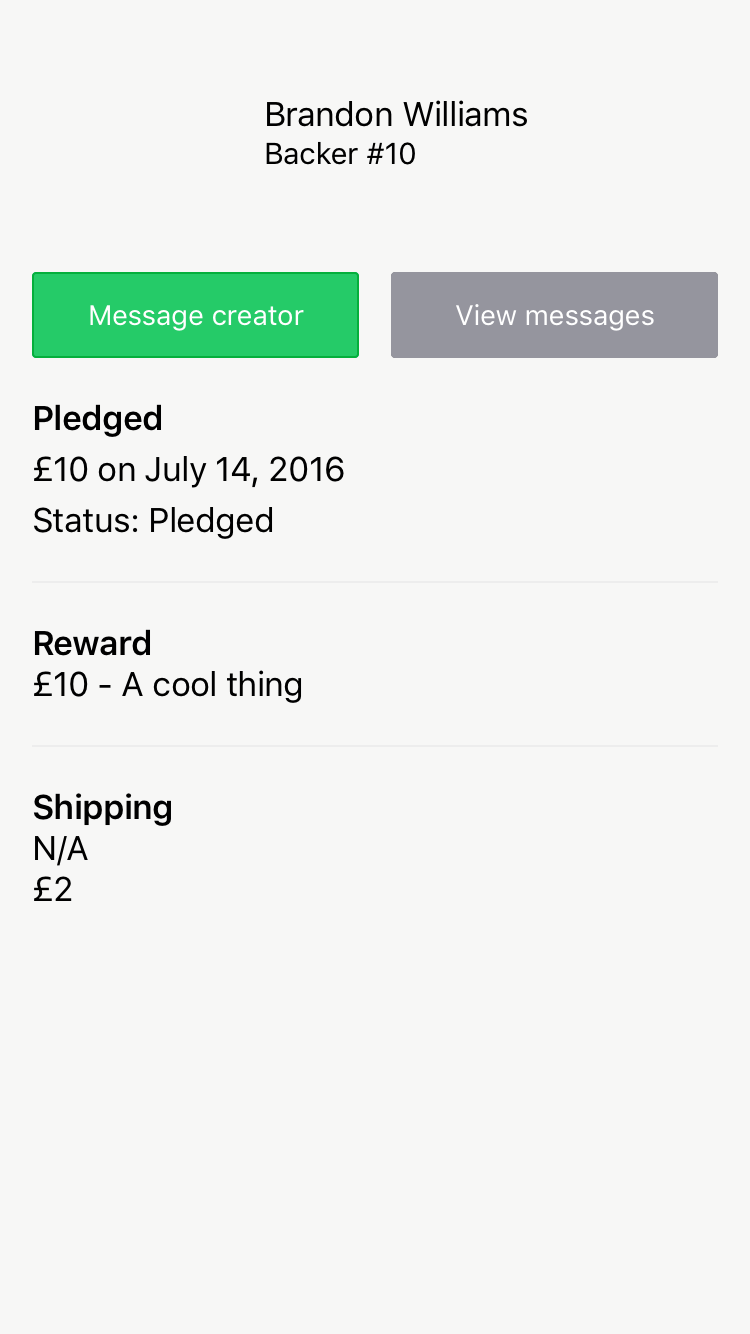 Brandon Williams
Backer #10
Message creator
View messages
Pledged
£10 on July 14, 2016
Status: Pledged
Reward
£10 - A cool thing
Shipping
N/A
£2